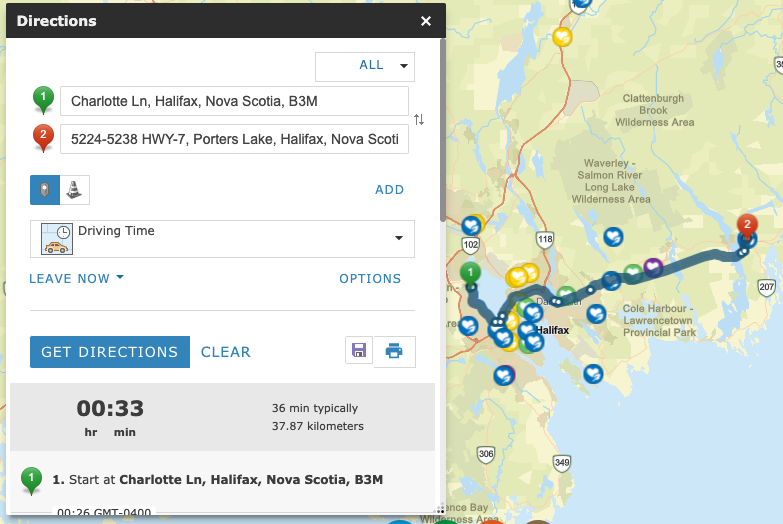 Directions
ALL
1
Charlotte Ln, Halifax, Nova Scotia, B3M
2
5224-5238 HWY-7, Porters Lake, Halifax, Nova Scoti
ADD
Driving Time
LEAVE NOW
OPTIONS
GET DIRECTIONS
CLEAR
00:33
hr min
36 min typically
37.87 kilometers
1
1. Start at Charlotte Ln, Halifax, Nova Scotia, B3M
00:26 GMT-0400
Clattenburgh
Brook
Wilderness Area
Waverley -
Salmon River
Long Lake
Wilderness Area
2
102
118
1
207
Cole Harbour -
Lawrencetown
Provincial Park
Halifax
306
349
ence Bay
Wilderness Area